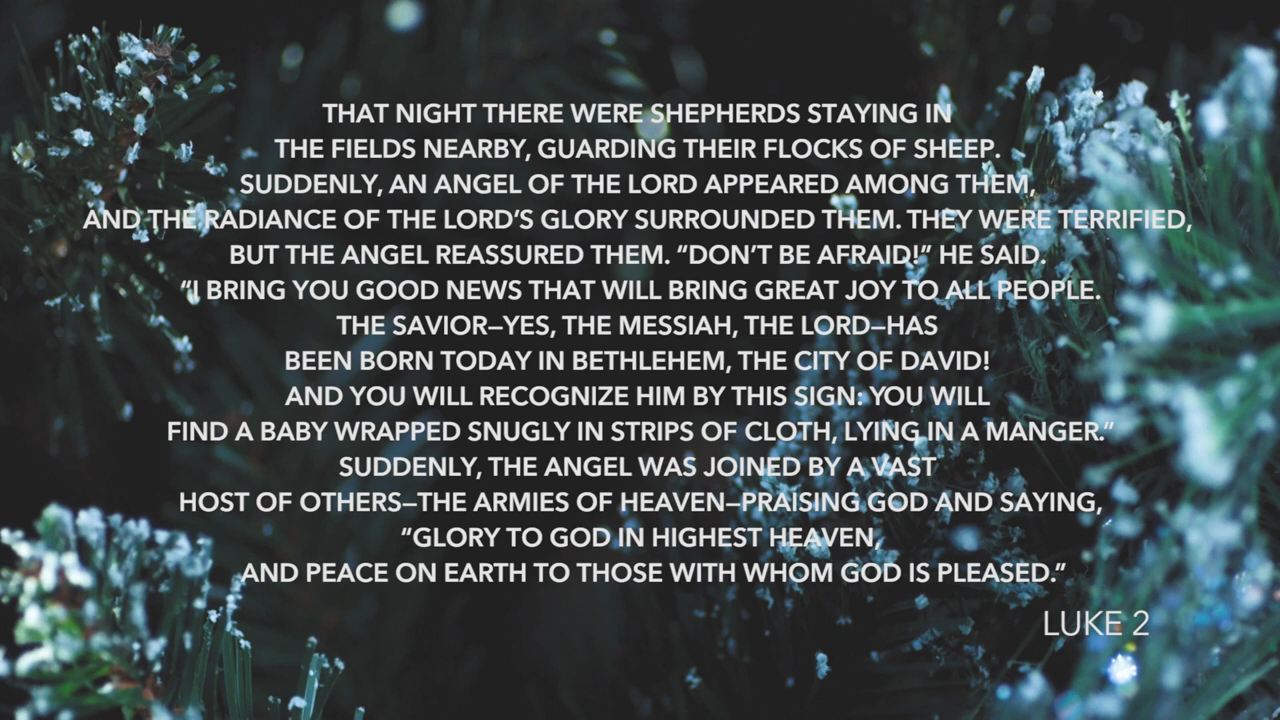 THAT NIGHT THERE WERE SHEPHERDS STAYING IN
THE FIELDS NEARBY, GUARDING THEIR FLOCKS OF SHEEP.
SUDDENLY, AN ANGEL OF THE LORD APPEARED AMONG THEM,
AND THE RADIANCE OF THE LORD’S GLORY SURROUNDED THEM. THEY WERE TERRIFIED,
BUT THE ANGEL REASSURED THEM. “DON’T BE AFRAID!” HE SAID.
“I BRING YOU GOOD NEWS THAT WILL BRING GREAT JOY TO ALL PEOPLE.
THE SAVIOR—YES, THE MESSIAH, THE LORD—HAS
BEEN BORN TODAY IN BETHLEHEM, THE CITY OF DAVID!
AND YOU WILL RECOGNIZE HIM BY THIS SIGN: YOU WILL
FIND A BABY WRAPPED SNUGLY IN STRIPS OF CLOTH, LYING IN A MANGER.”
SUDDENLY, THE ANGEL WAS JOINED BY A VAST
HOST OF OTHERS—THE ARMIES OF HEAVEN—PRAISING GOD AND SAYING,
“GLORY TO GOD IN HIGHEST HEAVEN,
AND PEACE ON EARTH TO THOSE WITH WHOM GOD IS PLEASED.”
LUKE 2